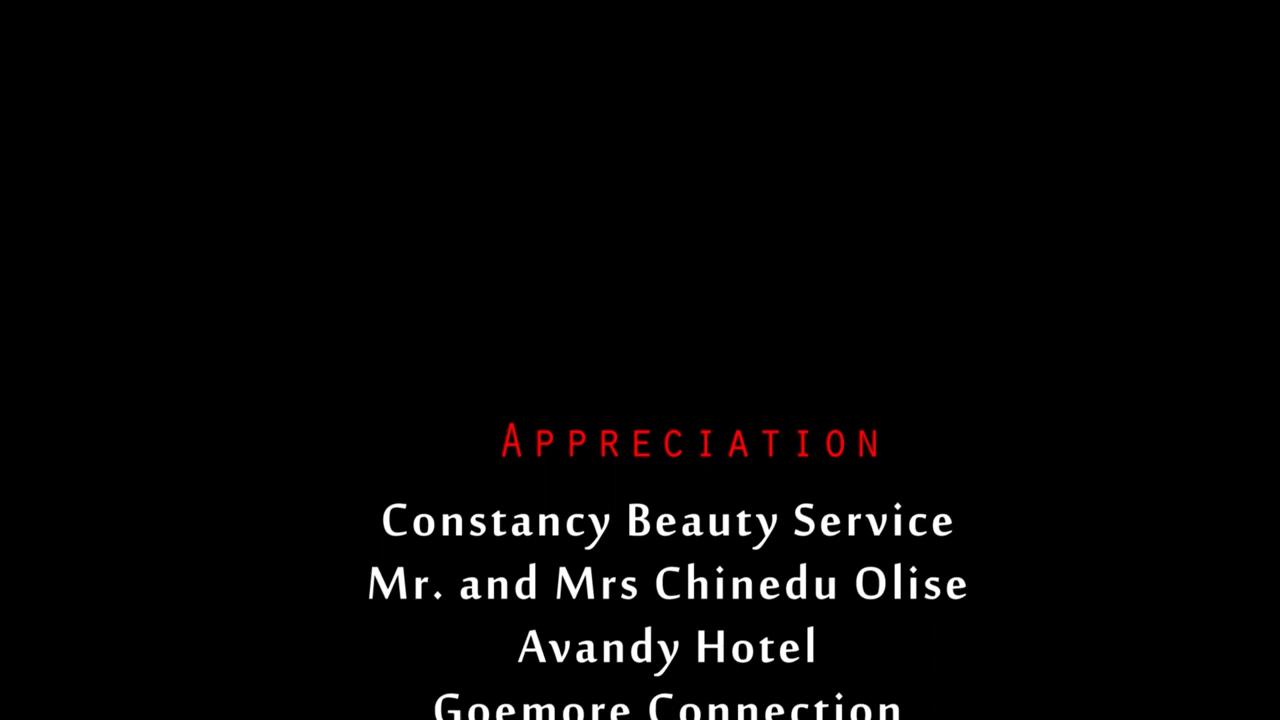 Appreciation
Constancy Beauty Service
Mr. and Mrs Chinedu Olise
Avandy Hotel
Goemore Connection